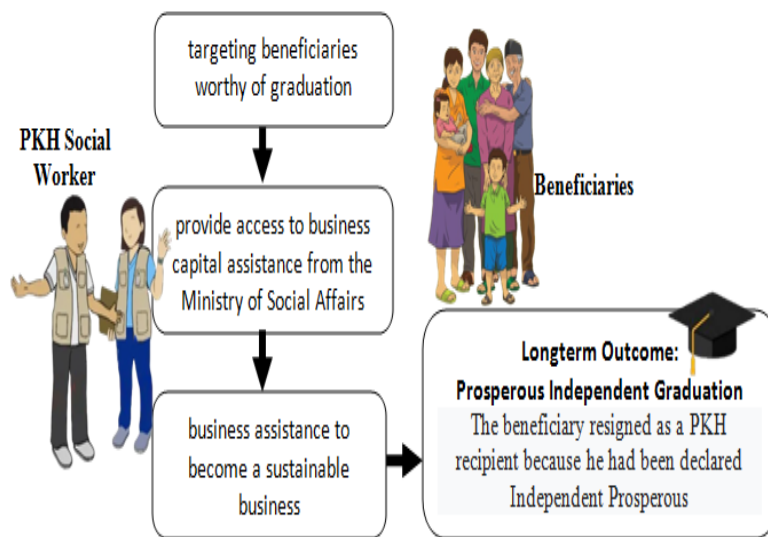 targeting beneficiaries
worthy of graduation
PKH Social
Worker
Beneficiaries
provide access to business
capital assistance from the
Ministry of Social Affairs
business assistance to
become a sustainable
business
Longterm Outcome:
Prosperous Independent Graduation
The beneficiary resigned as a PKH
recipient because he had been declared
Independent Prosperous